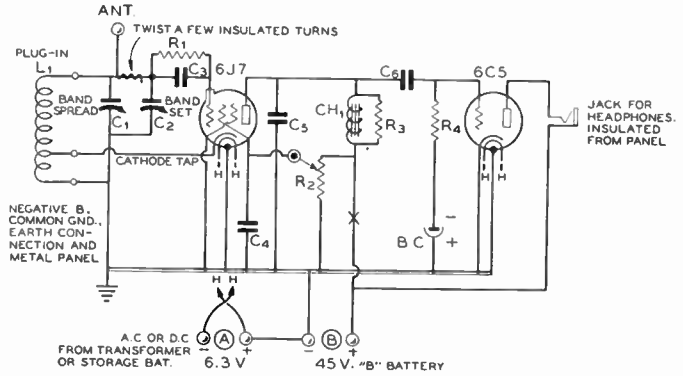 ANT.
TWIST A FEW INSULATED TURNS
PLUG-IN
L1
R1
C3
6J7
C6
6C5
BAND
SPREAD
C1
BAND
SET
C2
C5
CH1
R3
R4
JACK FOR
HEADPHONES.
INSULATED
FROM PANEL
CATHODE TAP
H H
R2
H H
NEGATIVE B,
COMMON GND.,
EARTH CON-
NECTION AND
METAL PANEL
C4
B C
−
+
H H
A.C OR D.C
FROM TRANSFORMER
OR STORAGE BAT.
− A +
6.3 V
− B +
45 V. "B" BATTERY